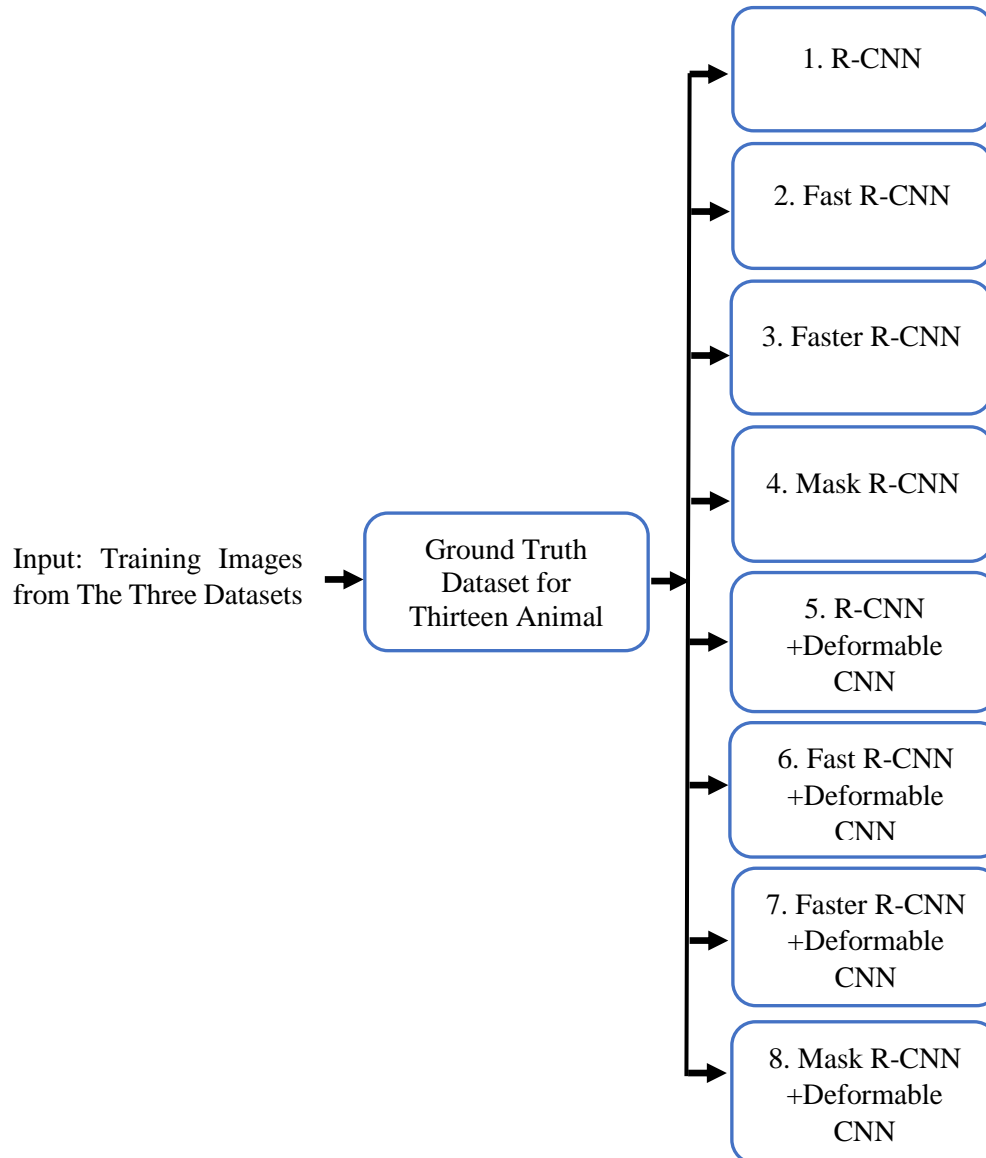 Input: Training Images
from The Three Datasets
Ground Truth
Dataset for
Thirteen Animal
1. R-CNN
2. Fast R-CNN
3. Faster R-CNN
4. Mask R-CNN
5. R-CNN
+Deformable
CNN
6. Fast R-CNN
+Deformable
CNN
7. Faster R-CNN
+Deformable
CNN
8. Mask R-CNN
+Deformable
CNN